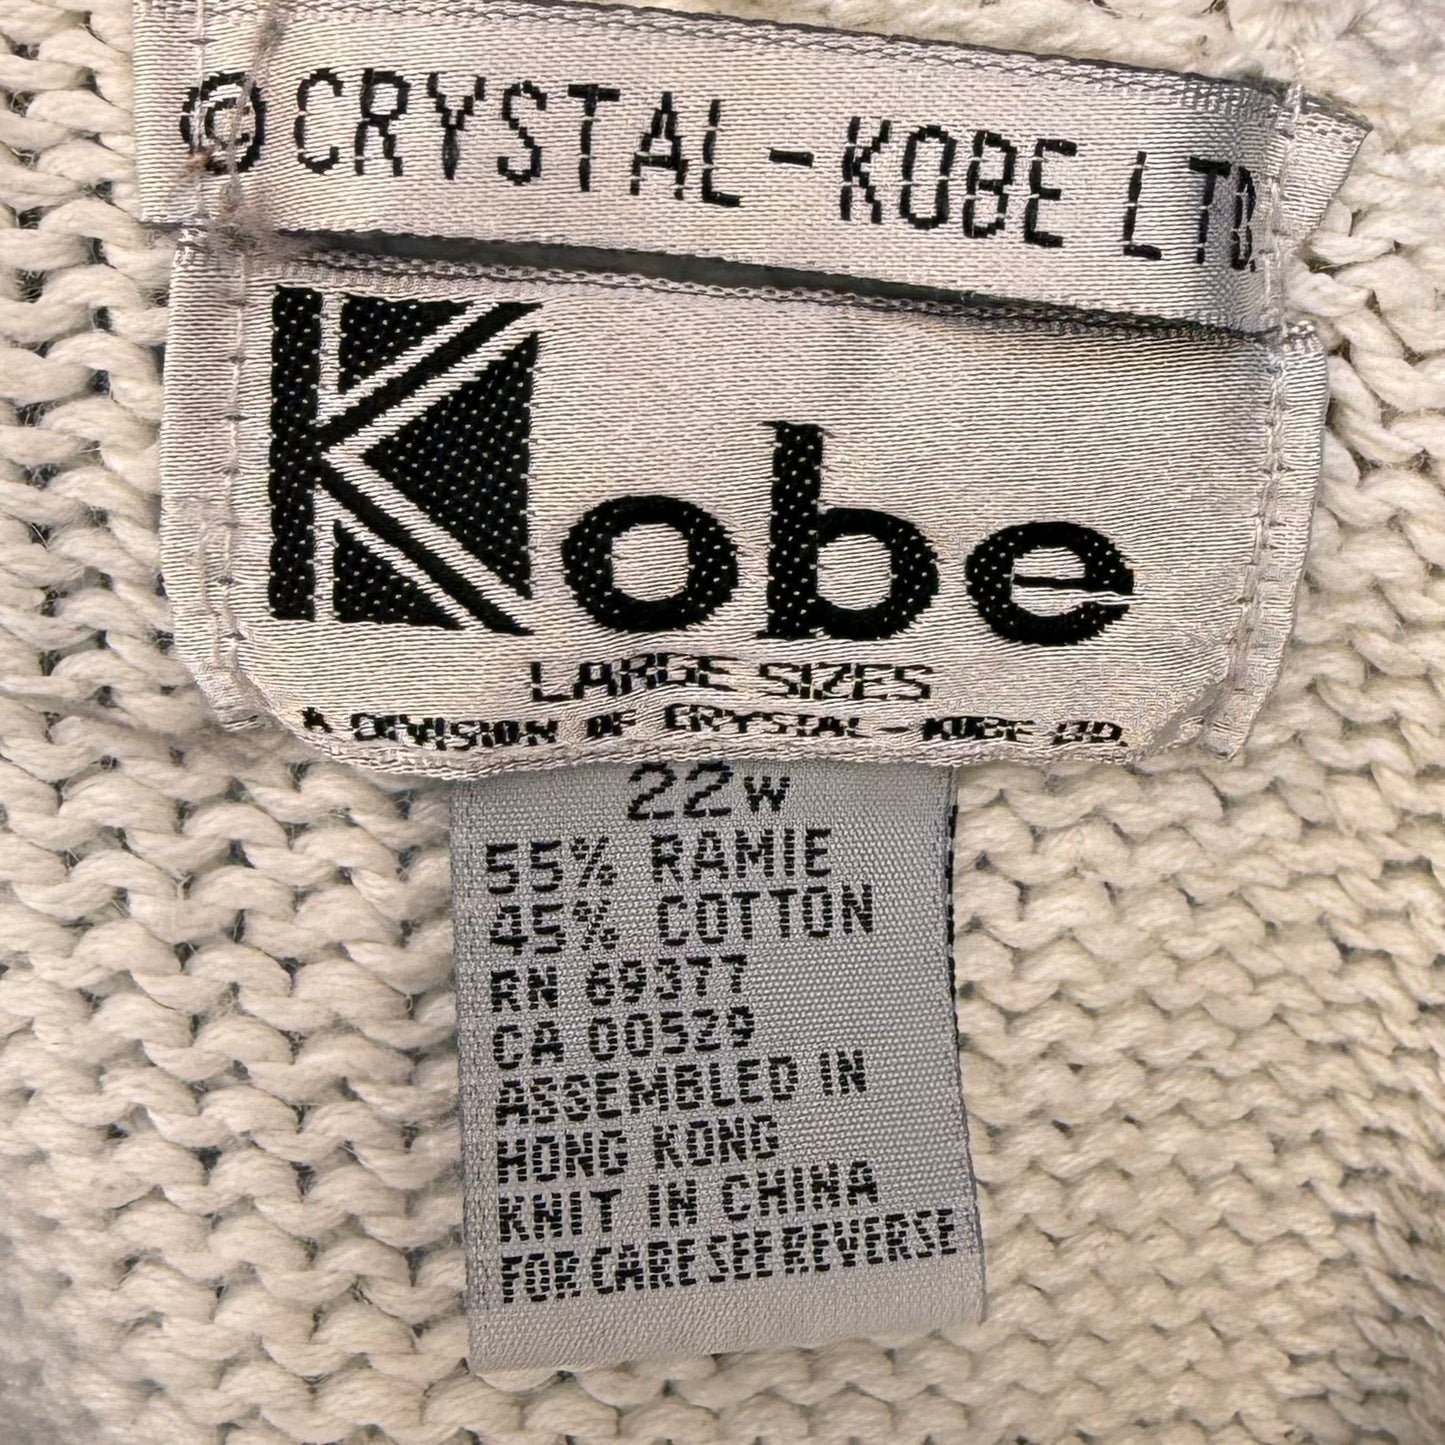 © CRYSTAL-KOBE LTD.
Kobe
LARGE SIZES
A DIVISION OF CRYSTAL-KOBE LTD.
22W
55% RAMIE
45% COTTON
RN 69377
CA 00529
ASSEMBLED IN
HONG KONG
KNIT IN CHINA
FOR CARE SEE REVERSE